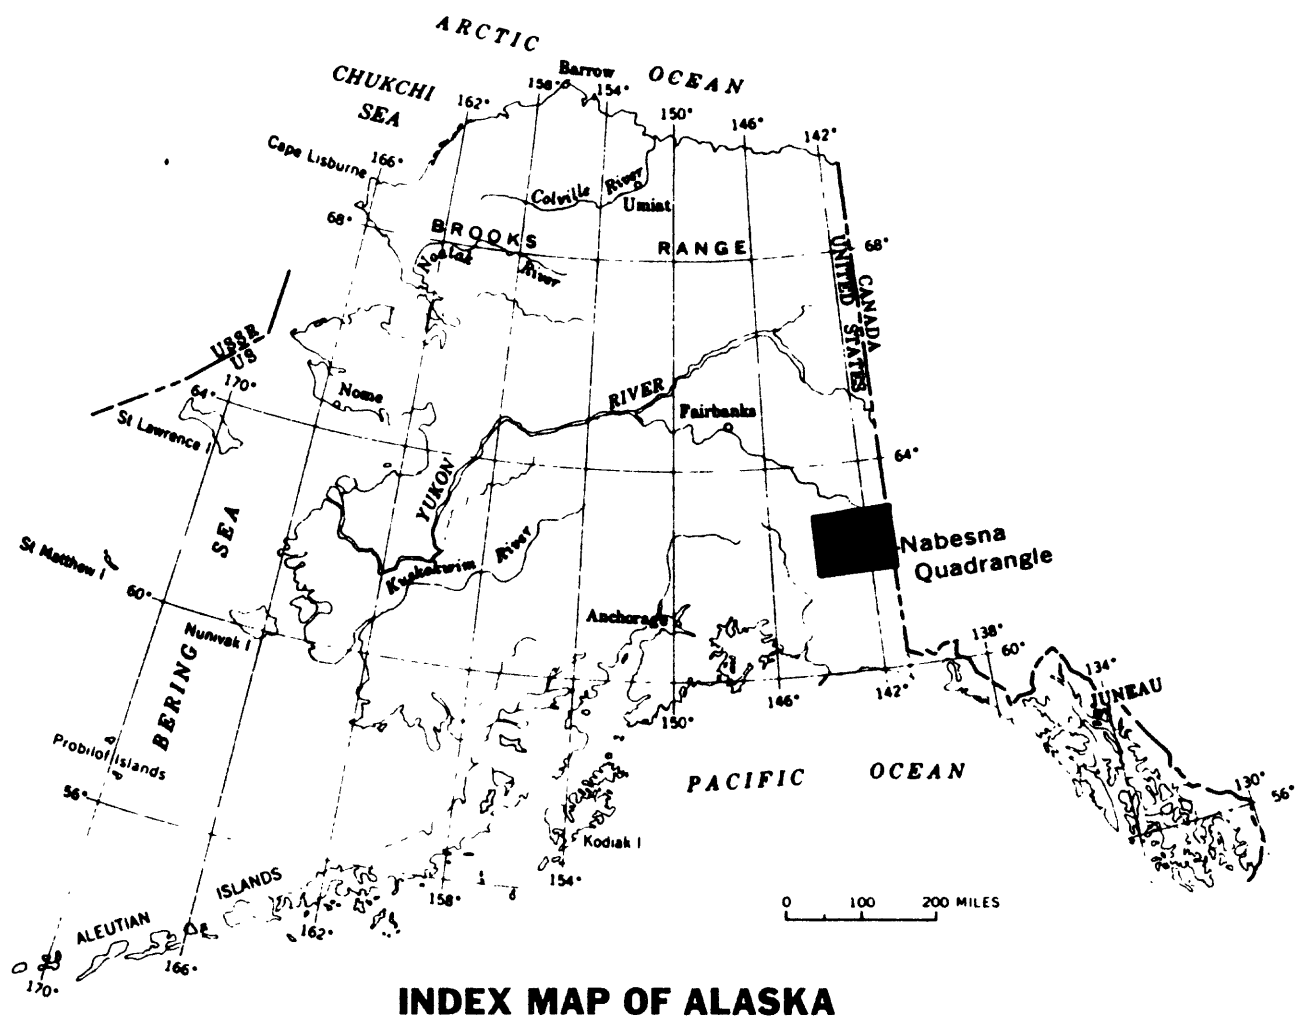 ARCTIC OCEAN
CHUKCHI
SEA
Barrow
158°
154°
162°
150°
146°
142°
Cape Lisburne
166°
68°
Colville River
Umiat
BROOKS RANGE
Noatak River
68°
UNITED STATES
CANADA
USSR
US
170°
64°
St Lawrence I
Nome
YUKON RIVER
Fairbanks
64°
BERING SEA
St Matthew I
60°
Nunivak I
Kuskokwim River
Nabesna
Quadrangle
Anchorage
138°
60°
134°
JUNEAU
146°
142°
150°
Probilof Islands
56°
PACIFIC OCEAN
130°
56°
Kodiak I
154°
158°
162°
166°
170°
ALEUTIAN ISLANDS
0 100 200 MILES
INDEX MAP OF ALASKA